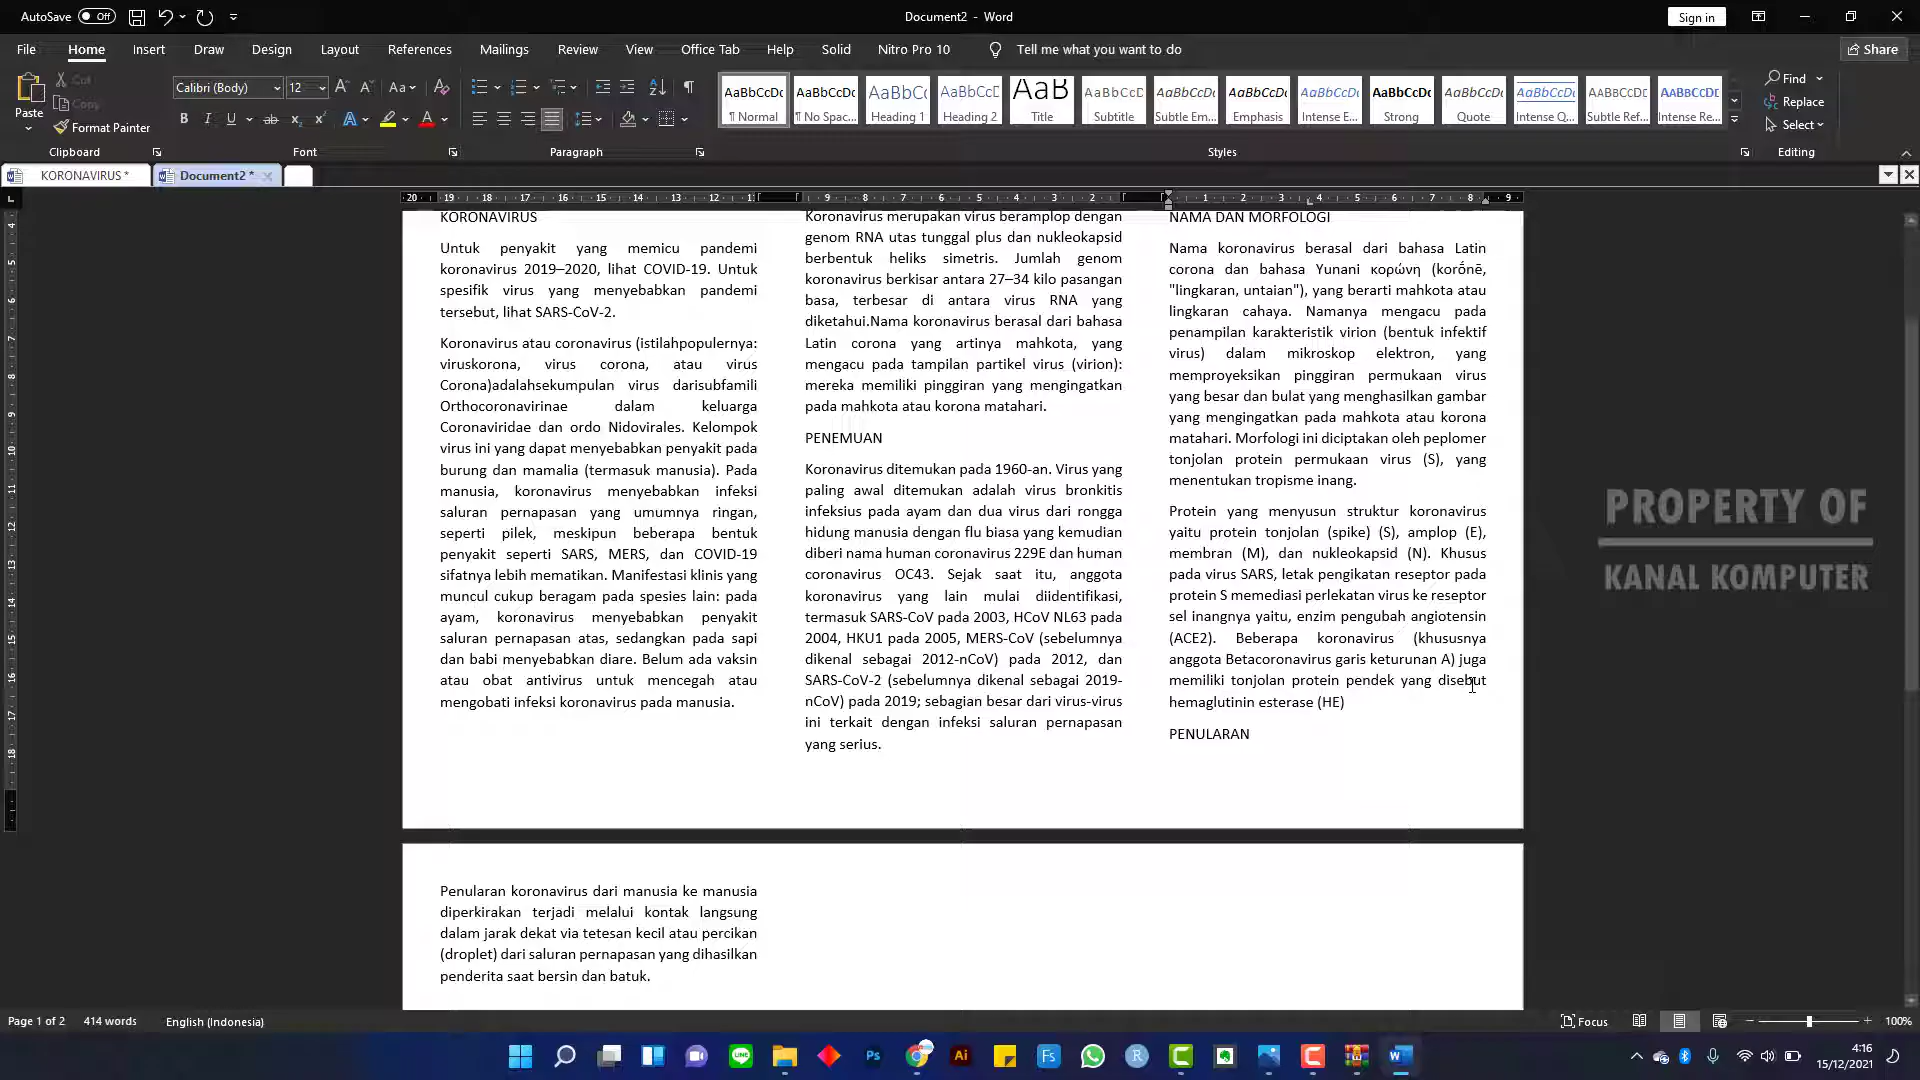 AutoSave Off
Document2 - Word
Sign in
File Home Insert Draw Design Layout References Mailings Review View Office Tab Help Solid Nitro Pro 10 Tell me what you want to do
Share
Paste
Cut
Copy
Format Painter
Clipboard
Calibri (Body) 12
Font
Paragraph
AaBbCcDc AaBbCcDc AaBbCc AaBbCcD AaB AaBbCcD AaBbCcDc AaBbCcDc AaBbCcDc AaBbCcDc AaBbCcDc AaBbCcDc AABBCCDC AABBCCDC
¶ Normal ¶ No Spac... Heading 1 Heading 2 Title Subtitle Subtle Em... Emphasis Intense E... Strong Quote Intense Q... Subtle Ref... Intense Re...
Styles
Find
Replace
Select
Editing
KORONAVIRUS *
Document2 *
KORONAVIRUS
Untuk penyakit yang memicu pandemi
koronavirus 2019–2020, lihat COVID-19. Untuk
spesifik virus yang menyebabkan pandemi
tersebut, lihat SARS-CoV-2.
Koronavirus atau coronavirus (istilahpopulernya:
viruskorona, virus corona, atau virus
Corona)adalahsekumpulan virus darisubfamili
Orthocoronavirinae dalam keluarga
Coronaviridae dan ordo Nidovirales. Kelompok
virus ini yang dapat menyebabkan penyakit pada
burung dan mamalia (termasuk manusia). Pada
manusia, koronavirus menyebabkan infeksi
saluran pernapasan yang umumnya ringan,
seperti pilek, meskipun beberapa bentuk
penyakit seperti SARS, MERS, dan COVID-19
sifatnya lebih mematikan. Manifestasi klinis yang
muncul cukup beragam pada spesies lain: pada
ayam, koronavirus menyebabkan penyakit
saluran pernapasan atas, sedangkan pada sapi
dan babi menyebabkan diare. Belum ada vaksin
atau obat antivirus untuk mencegah atau
mengobati infeksi koronavirus pada manusia.
Koronavirus merupakan virus beramplop dengan
genom RNA utas tunggal plus dan nukleokapsid
berbentuk heliks simetris. Jumlah genom
koronavirus berkisar antara 27–34 kilo pasangan
basa, terbesar di antara virus RNA yang
diketahui.Nama koronavirus berasal dari bahasa
Latin corona yang artinya mahkota, yang
mengacu pada tampilan partikel virus (virion):
mereka memiliki pinggiran yang mengingatkan
pada mahkota atau korona matahari.
PENEMUAN
Koronavirus ditemukan pada 1960-an. Virus yang
paling awal ditemukan adalah virus bronkitis
infeksius pada ayam dan dua virus dari rongga
hidung manusia dengan flu biasa yang kemudian
diberi nama human coronavirus 229E dan human
coronavirus OC43. Sejak saat itu, anggota
koronavirus yang lain mulai diidentifikasi,
termasuk SARS-CoV pada 2003, HCoV NL63 pada
2004, HKU1 pada 2005, MERS-CoV (sebelumnya
dikenal sebagai 2012-nCoV) pada 2012, dan
SARS-CoV-2 (sebelumnya dikenal sebagai 2019-
nCoV) pada 2019; sebagian besar dari virus-virus
ini terkait dengan infeksi saluran pernapasan
yang serius.
NAMA DAN MORFOLOGI
Nama koronavirus berasal dari bahasa Latin
corona dan bahasa Yunani κορώνη (korṓnē,
"lingkaran, untaian"), yang berarti mahkota atau
lingkaran cahaya. Namanya mengacu pada
penampilan karakteristik virion (bentuk infektif
virus) dalam mikroskop elektron, yang
memproyeksikan pinggiran permukaan virus
yang besar dan bulat yang menghasilkan gambar
yang mengingatkan pada mahkota atau korona
matahari. Morfologi ini diciptakan oleh peplomer
tonjolan protein permukaan virus (S), yang
menentukan tropisme inang.
Protein yang menyusun struktur koronavirus
yaitu protein tonjolan (spike) (S), amplop (E),
membran (M), dan nukleokapsid (N). Khusus
pada virus SARS, letak pengikatan reseptor pada
protein S memediasi perlekatan virus ke reseptor
sel inangnya yaitu, enzim pengubah angiotensin
(ACE2). Beberapa koronavirus (khususnya
anggota Betacoronavirus garis keturunan A) juga
memiliki tonjolan protein pendek yang disebut
hemaglutinin esterase (HE)
PENULARAN
PROPERTY OF
KANAL KOMPUTER
Penularan koronavirus dari manusia ke manusia
diperkirakan terjadi melalui kontak langsung
dalam jarak dekat via tetesan kecil atau percikan
(droplet) dari saluran pernapasan yang dihasilkan
penderita saat bersin dan batuk.
Page 1 of 2 414 words English (Indonesia)
Focus
100%
4:16
15/12/2021